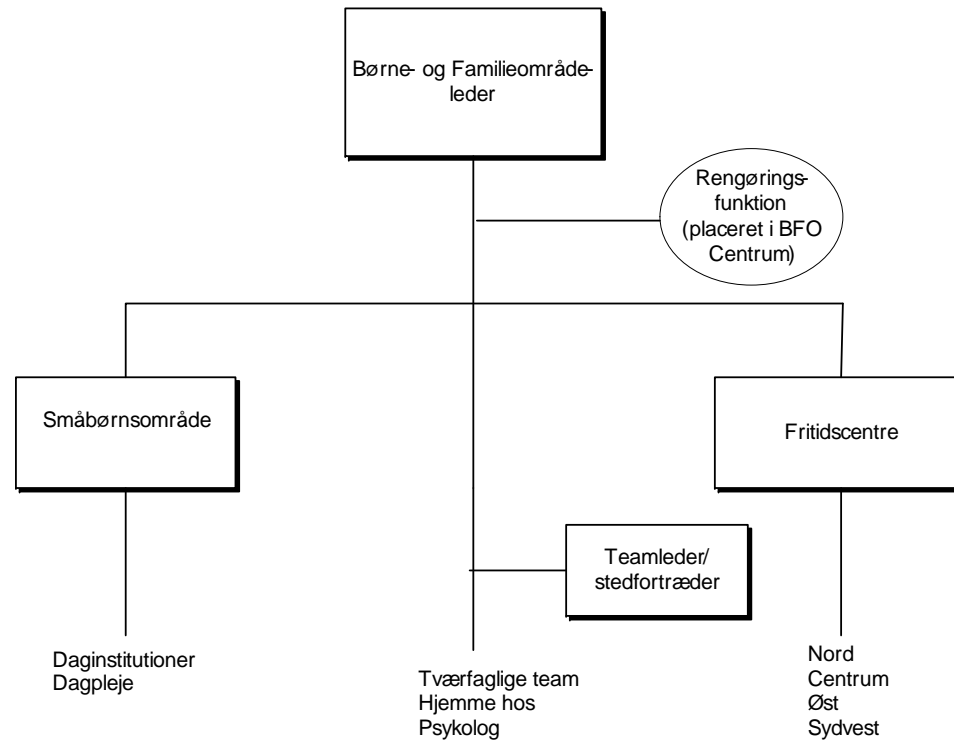 Børne- og Familieområde-
leder
Rengørings-
funktion
(placeret i BFO
Centrum)
Småbørnsområde
Fritidscentre
Teamleder/
stedfortræder
Daginstitutioner
Dagpleje
Tværfaglige team
Hjemme hos
Psykolog
Nord
Centrum
Øst
Sydvest